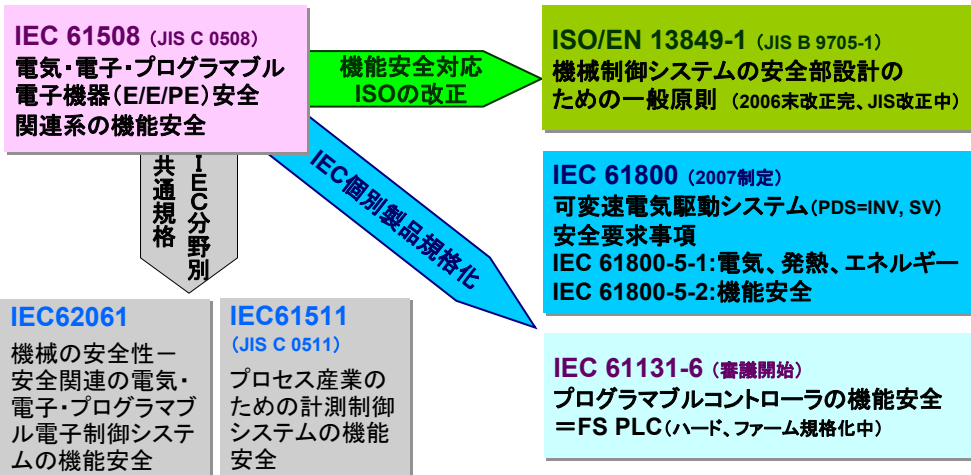 IEC 61508 (JIS C 0508)
電気・電子・プログラマブル
電子機器(E/E/PE)安全
関連系の機能安全
機能安全対応
ISOの改正
ISO/EN 13849-1 (JIS B 9705-1)
機械制御システムの安全部設計の
ための一般原則 (2006末改正完、JIS改正中)
IEC分野別
共通規格
IEC個別製品規格化
IEC 61800 (2007制定)
可変速電気駆動システム(PDS=INV, SV)
安全要求事項
IEC 61800-5-1:電気、発熱、エネルギー
IEC 61800-5-2:機能安全
IEC62061
機械の安全性－
安全関連の電気・
電子・プログラマブ
ル電子制御システ
ムの機能安全
IEC61511
(JIS C 0511)
プロセス産業の
ための計測制御
システムの機能
安全
IEC 61131-6 (審議開始)
プログラマブルコントローラの機能安全
＝FS PLC(ハード、ファーム規格化中)